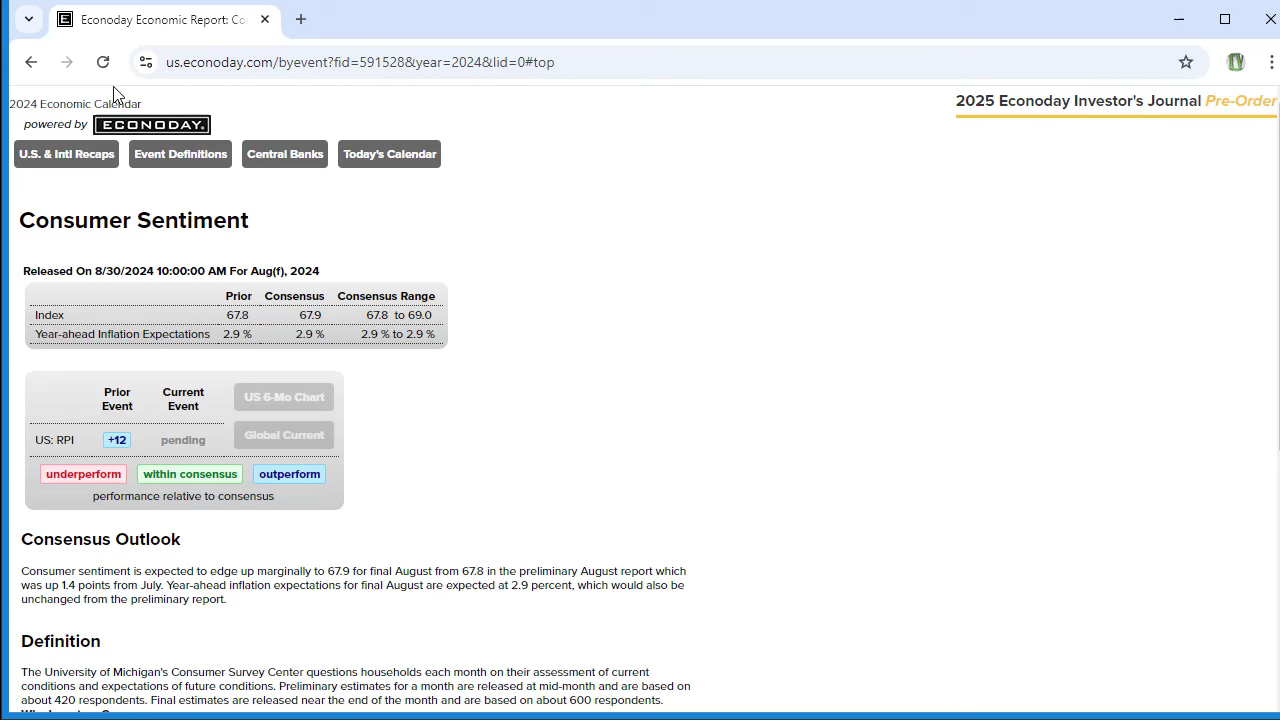 Econoday Economic Report: Co
us.econoday.com/byevent?fid=591528&year=2024&lid=0#top
2024 Economic Calendar
2025 Econoday Investor's Journal Pre-Order
powered by ECONODAY
U.S. & Intl Recaps Event Definitions Central Banks Today's Calendar
Consumer Sentiment
Released On 8/30/2024 10:00:00 AM For Aug(f), 2024
Prior Consensus Consensus Range
Index 67.8 67.9 67.8 to 69.0
Year-ahead Inflation Expectations 2.9 % 2.9 % 2.9 % to 2.9 %
Prior Event Current Event US 6-Mo Chart
Global Current
US: RPI +12 pending
underperform within consensus outperform
performance relative to consensus
Consensus Outlook
Consumer sentiment is expected to edge up marginally to 67.9 for final August from 67.8 in the preliminary August report which
was up 1.4 points from July. Year-ahead inflation expectations for final August are expected at 2.9 percent, which would also be
unchanged from the preliminary report.
Definition
The University of Michigan's Consumer Survey Center questions households each month on their assessment of current
conditions and expectations of future conditions. Preliminary estimates for a month are released at mid-month and are based on
about 420 respondents. Final estimates are released near the end of the month and are based on about 600 respondents.